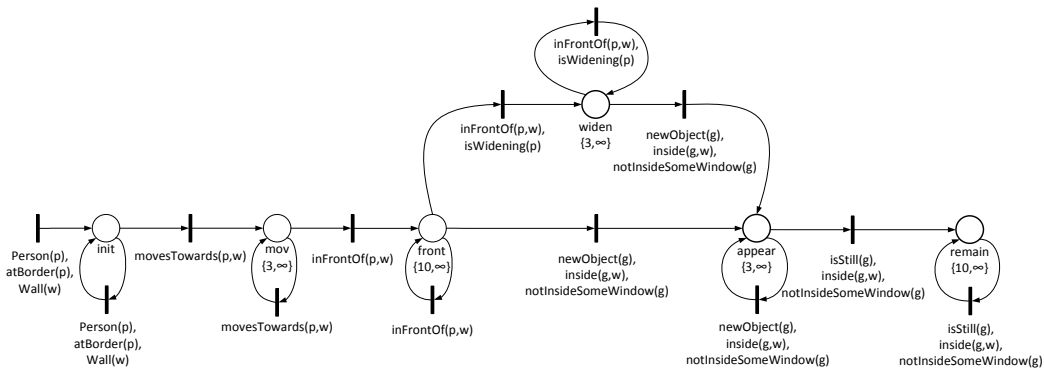 inFrontOf(p,w),
isWidening(p)
inFrontOf(p,w),
isWidening(p)
widen
{3,∞}
newObject(g),
inside(g,w),
notInsideSomeWindow(g)
Person(p),
atBorder(p),
Wall(w)
init
Person(p),
atBorder(p),
Wall(w)
movesTowards(p,w)
mov
{3,∞}
movesTowards(p,w)
inFrontOf(p,w)
front
{10,∞}
inFrontOf(p,w)
newObject(g),
inside(g,w),
notInsideSomeWindow(g)
appear
{3,∞}
newObject(g),
inside(g,w),
notInsideSomeWindow(g)
isStill(g),
inside(g,w),
notInsideSomeWindow(g)
remain
{10,∞}
isStill(g),
inside(g,w),
notInsideSomeWindow(g)